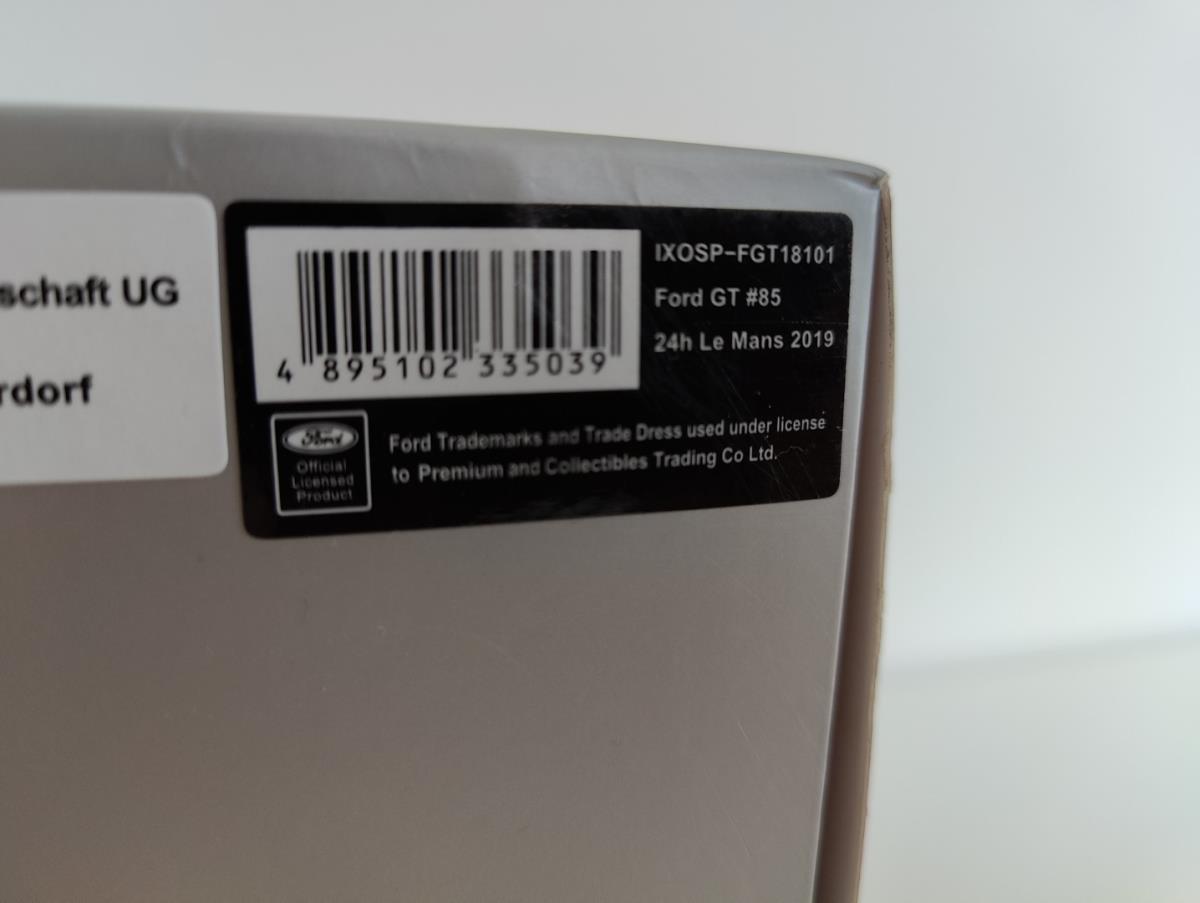 schaft UG
rdorf
4 895102 335039
IXOSP-FGT18101
Ford GT #85
24h Le Mans 2019
Ford
Official
Licensed
Product
Ford Trademarks and Trade Dress used under license
to Premium and Collectibles Trading Co Ltd.